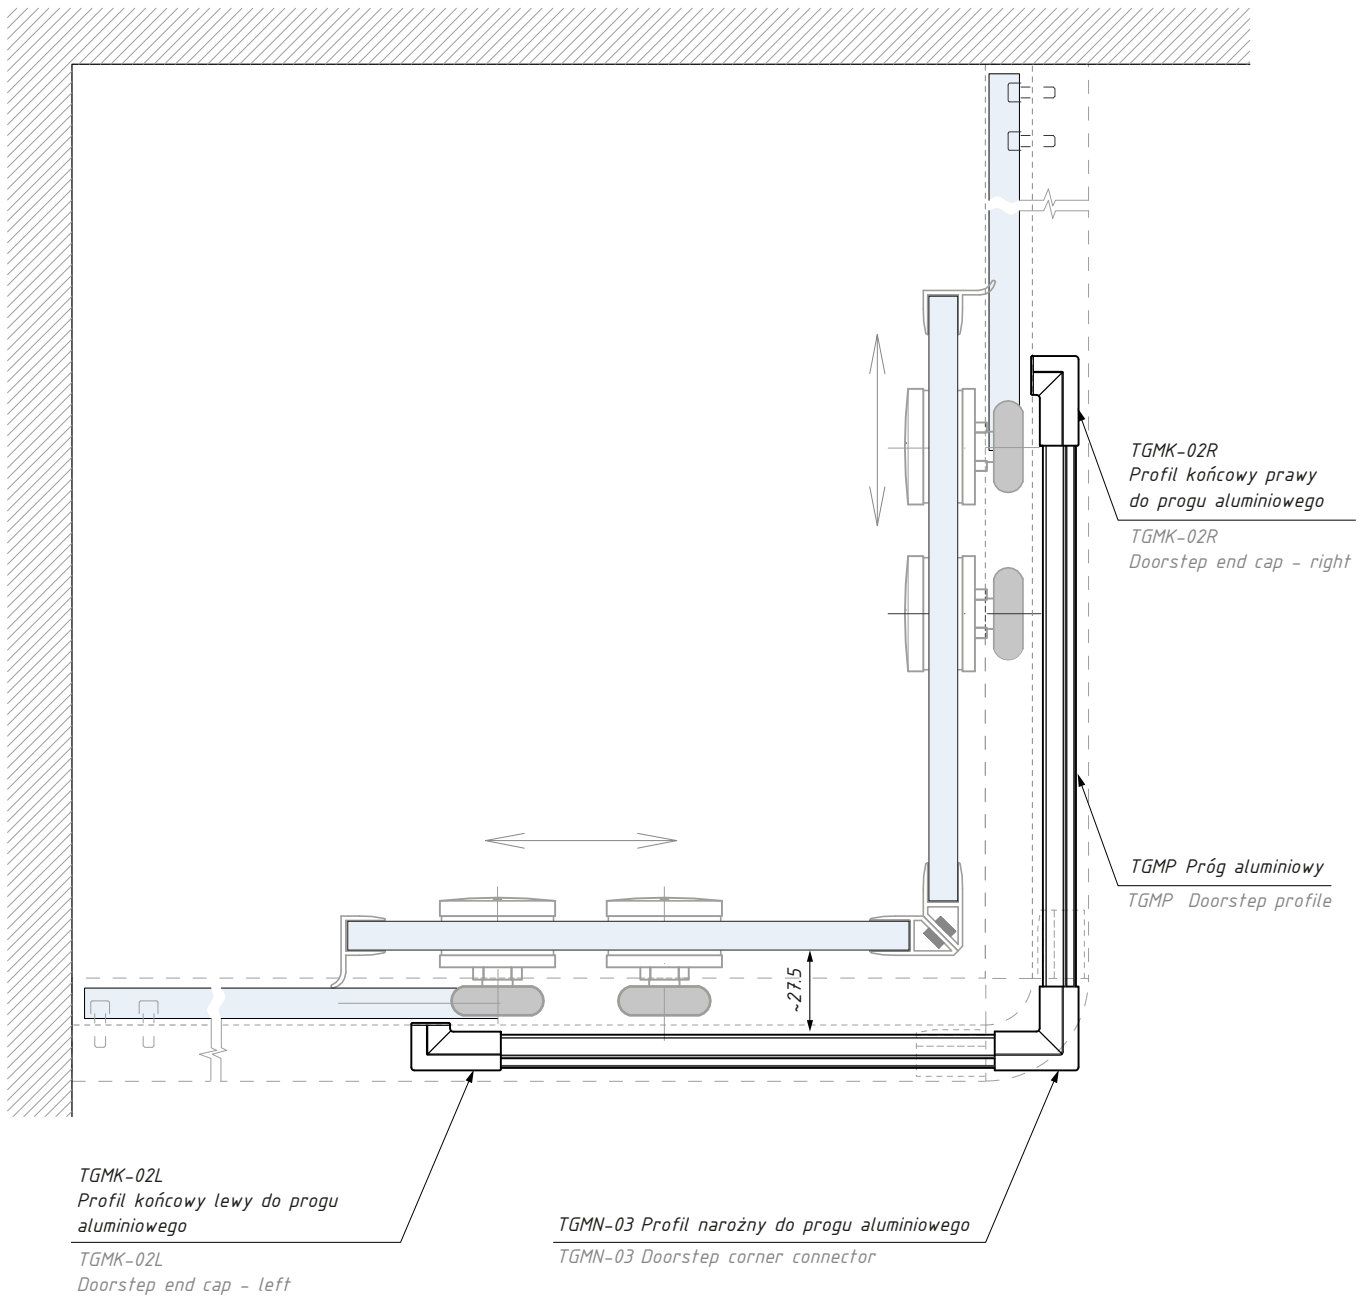 TGMK-02R
Profil końcowy prawy
do progu aluminiowego
TGMK-02R
Doorstep end cap - right
TGMP Próg aluminiowy
TGMP Doorstep profile
~27.5
TGMK-02L
Profil końcowy lewy do progu
aluminiowego
TGMK-02L
Doorstep end cap - left
TGMN-03 Profil narożny do progu aluminiowego
TGMN-03 Doorstep corner connector